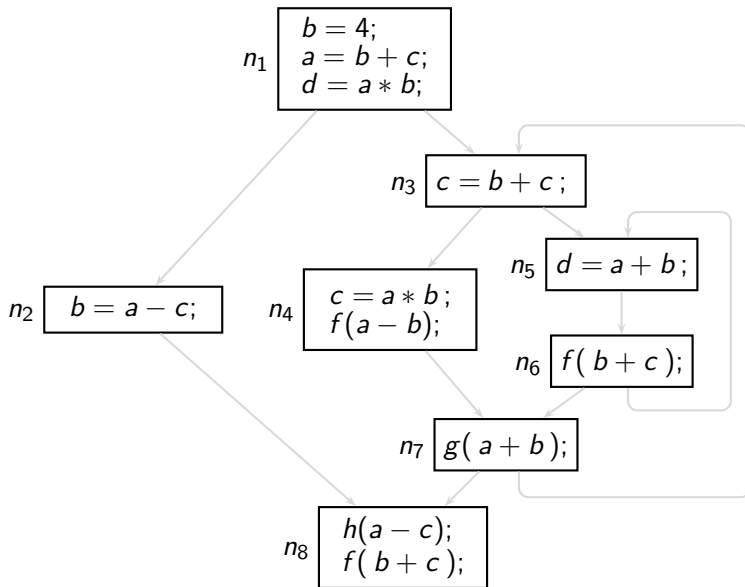 b = 4;
n1 a = b + c;
d = a ∗ b;
n3 c = b + c ;
n5 d = a + b ;
n2 b = a − c;
c = a ∗ b ;
n4 f(a − b);
n6 f( b + c );
n7 g( a + b );
h(a − c);
n8 f( b + c );